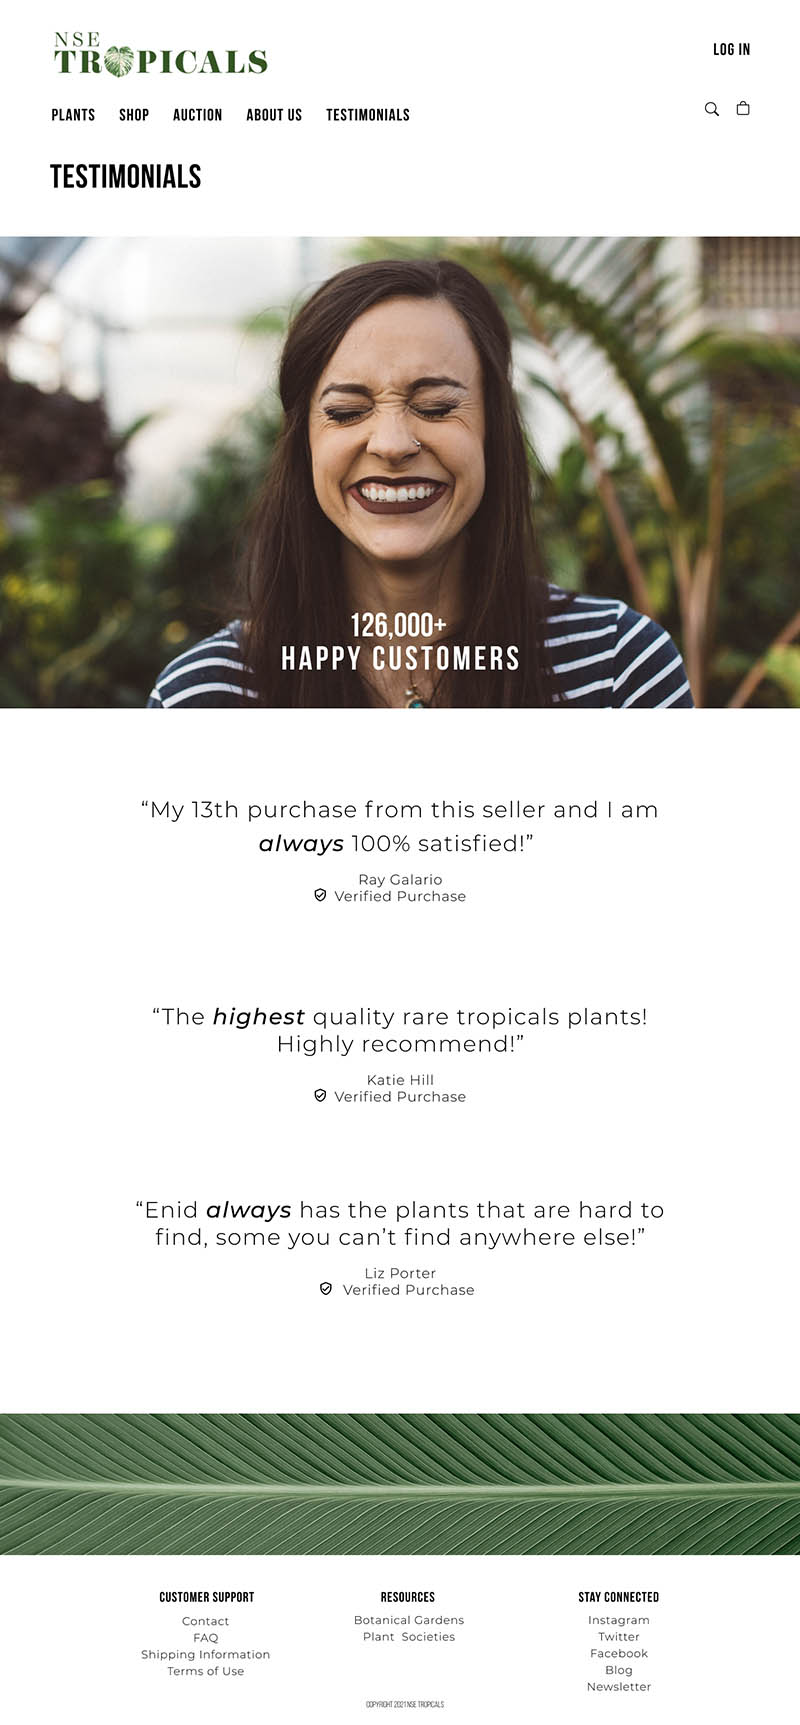 NSE
TROPICALS
LOG IN
PLANTS SHOP AUCTION ABOUT US TESTIMONIALS
TESTIMONIALS
126,000+
HAPPY CUSTOMERS
“My 13th purchase from this seller and I am
always 100% satisfied!”
Ray Galario
Verified Purchase
“The highest quality rare tropicals plants!
Highly recommend!”
Katie Hill
Verified Purchase
“Enid always has the plants that are hard to
find, some you can’t find anywhere else!”
Liz Porter
Verified Purchase
CUSTOMER SUPPORT
Contact
FAQ
Shipping Information
Terms of Use
RESOURCES
Botanical Gardens
Plant Societies
STAY CONNECTED
Instagram
Twitter
Facebook
Blog
Newsletter
COPYRIGHT 2021 NSE TROPICALS